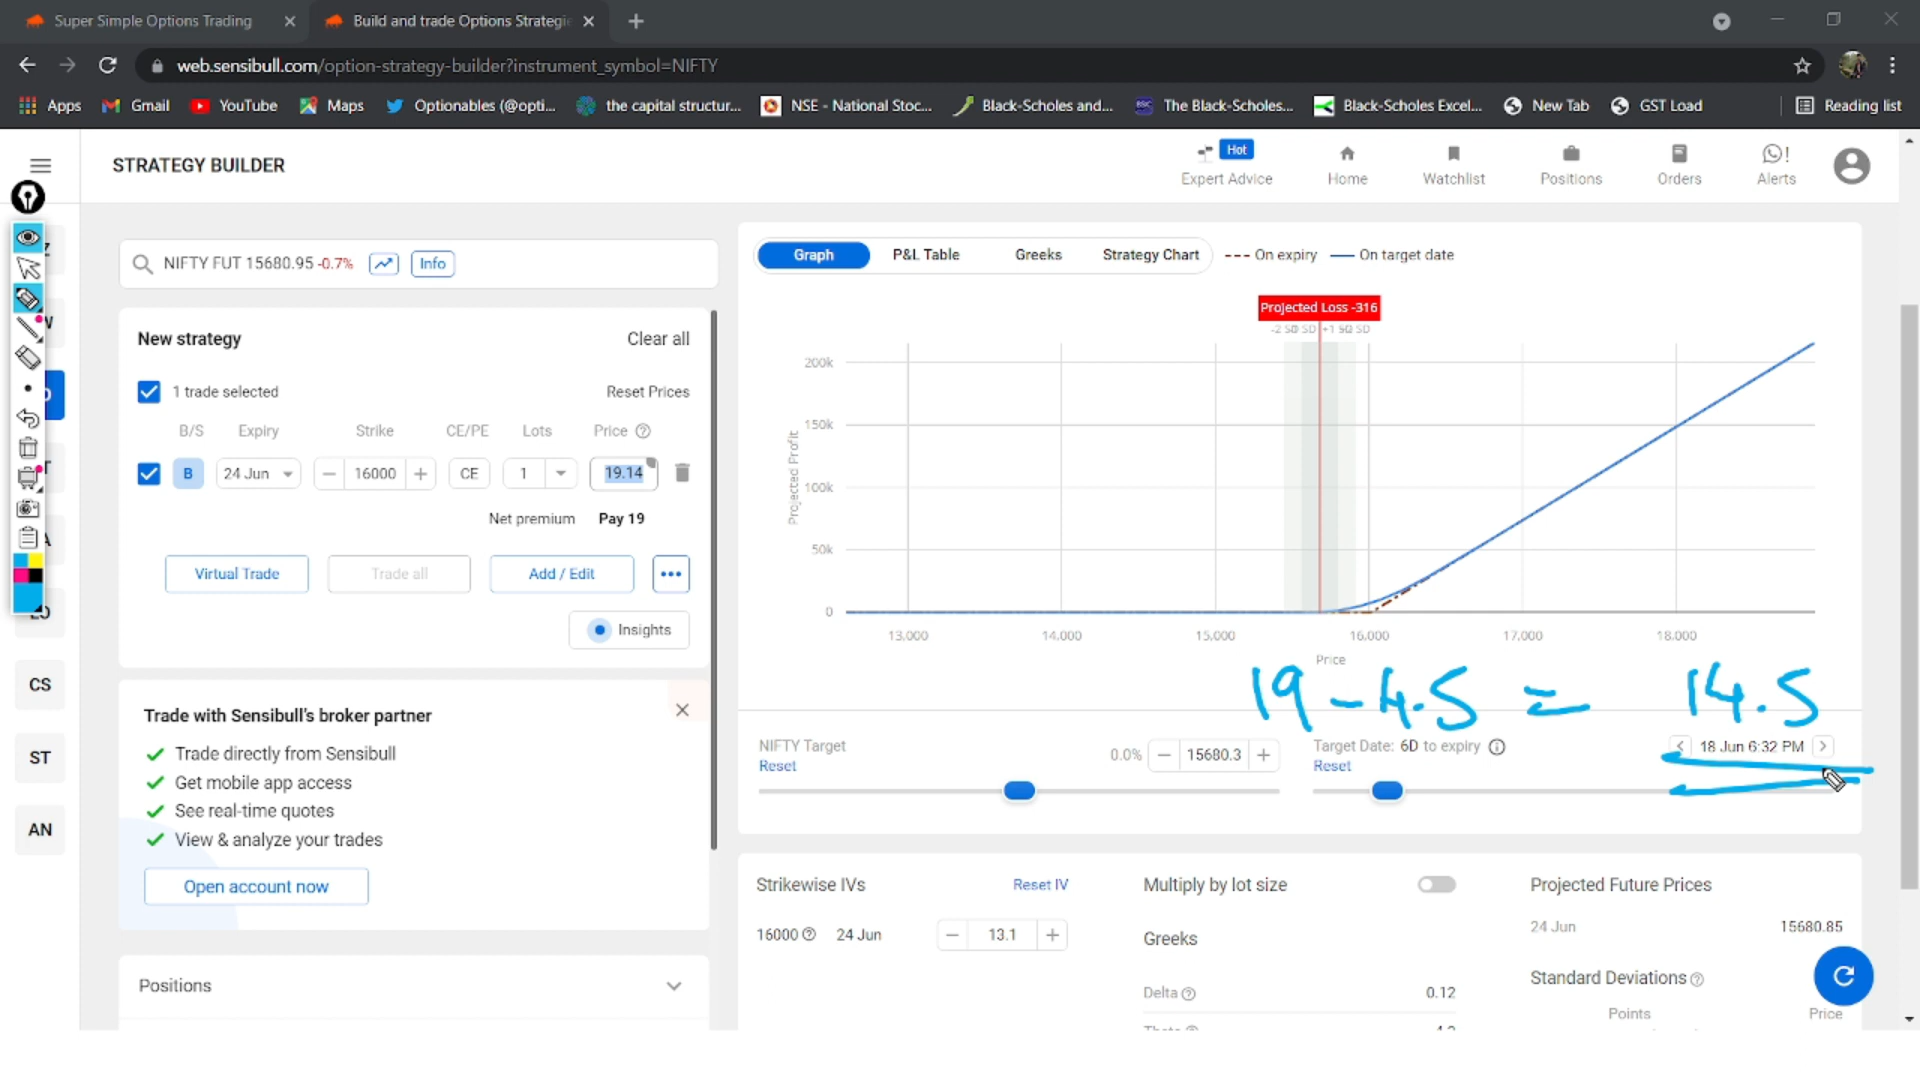 Super Simple Options Trading
Build and trade Options Strategi
web.sensibull.com/option-strategy-builder?instrument_symbol=NIFTY
Apps Gmail YouTube Maps Optionables (@opti... the capital structur... NSE - National Stoc... Black-Scholes and... The Black-Scholes... Black-Scholes Excel... New Tab GST Load Reading list
STRATEGY BUILDER
Hot
Expert Advice Home Watchlist Positions Orders Alerts
NIFTY FUT 15680.95 -0.7% Info
Graph P&L Table Greeks Strategy Chart On expiry On target date
New strategy Clear all
1 trade selected Reset Prices
B/S Expiry Strike CE/PE Lots Price
B 24 Jun 16000 CE 1 19.14
Net premium Pay 19
Virtual Trade Trade all Add / Edit
Insights
Projected Loss -316
200k
150k
100k
50k
0
Projected Profit
13,000 14,000 15,000 16,000 17,000 18,000
Price
19 - 4.5 = 14.5
Trade with Sensibull's broker partner
Trade directly from Sensibull
Get mobile app access
See real-time quotes
View & analyze your trades
Open account now
Positions
CS
ST
AN
NIFTY Target 0.0% 15680.3
Reset
Target Date: 6D to expiry 18 Jun 6:32 PM
Reset
Strikewise IVs Reset IV
16000 24 Jun 13.1
Multiply by lot size
Greeks
Delta 0.12
Projected Future Prices
24 Jun 15680.85
Standard Deviations
Points Price